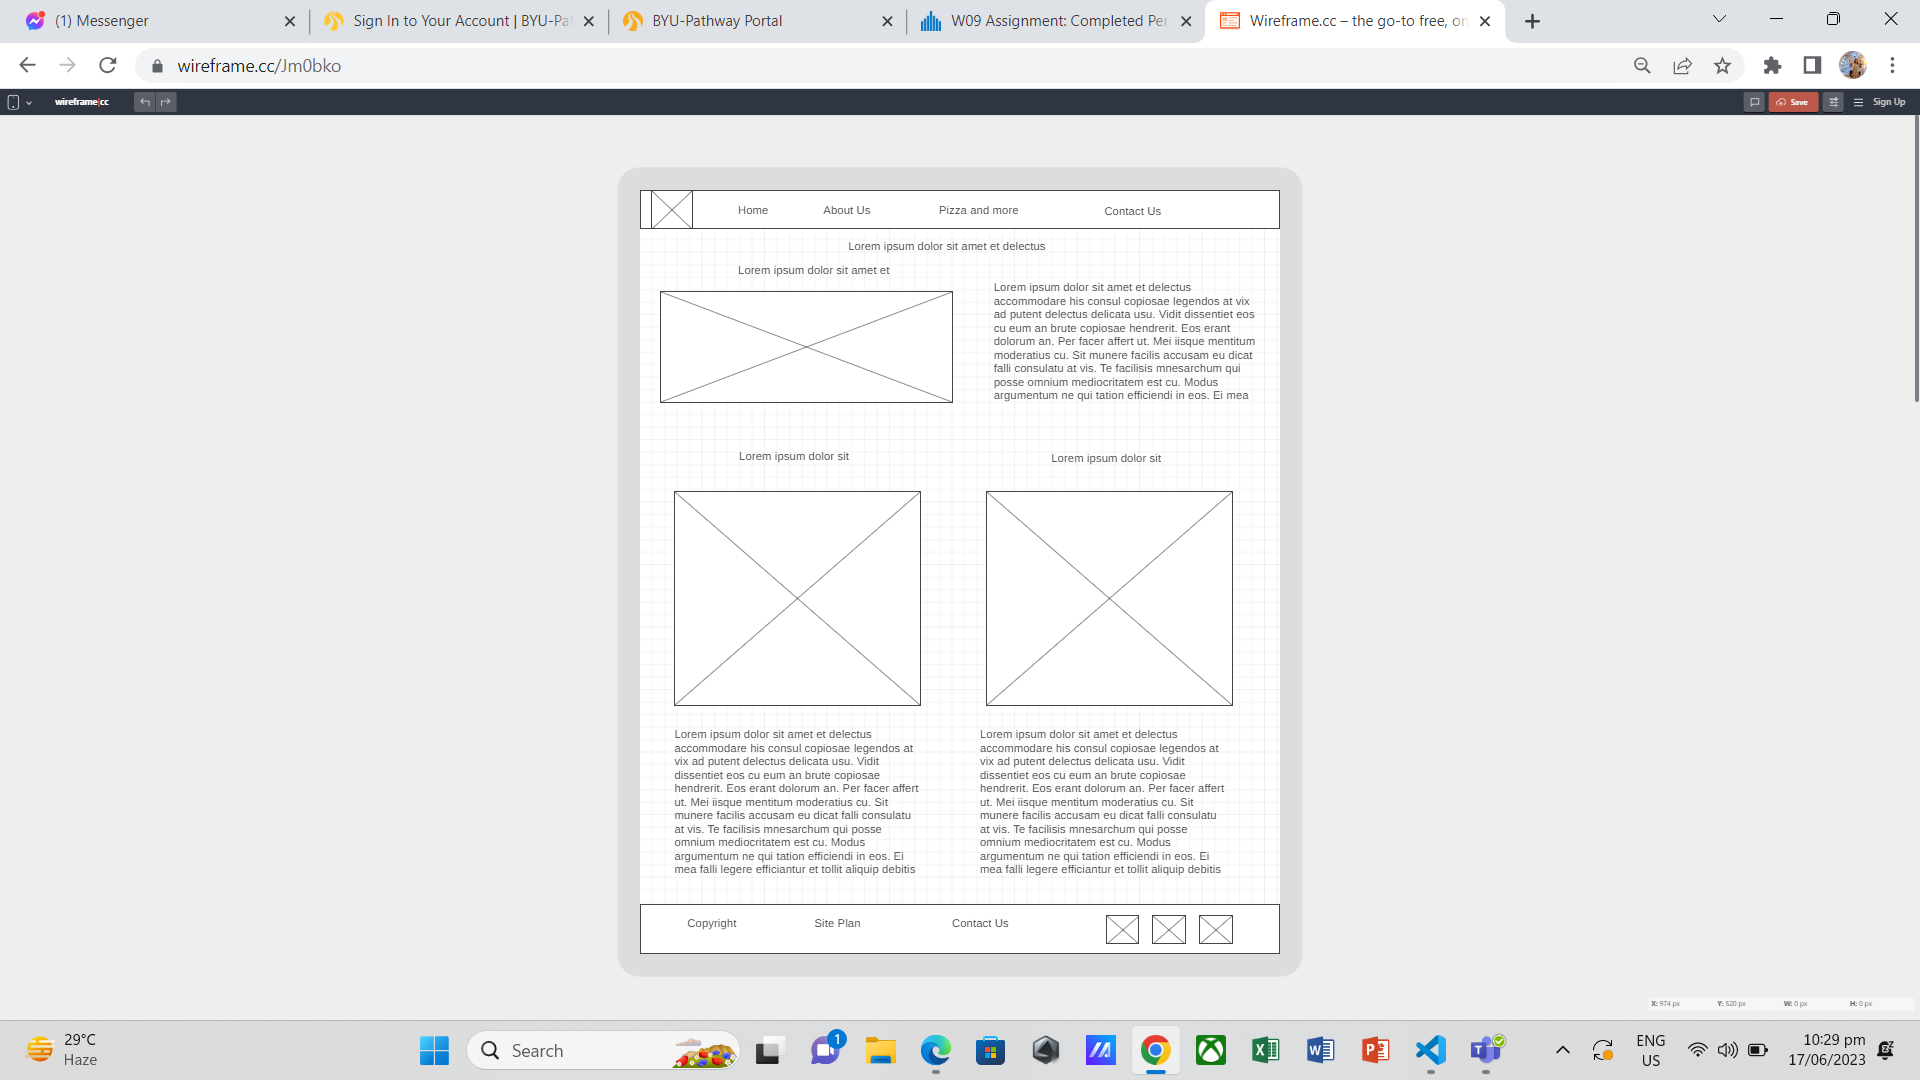 (1) Messenger
Sign In to Your Account | BYU-Pa
BYU-Pathway Portal
W09 Assignment: Completed Per
Wireframe.cc – the go-to free, on
wireframe.cc/Jm0bko
wireframe|cc
Save
Sign Up
Home About Us Pizza and more Contact Us
Lorem ipsum dolor sit amet et delectus
Lorem ipsum dolor sit amet et
Lorem ipsum dolor sit amet et delectus
accommodare his consul copiosae legendos at vix
ad putent delectus delicata usu. Vidit dissentiet eos
cu eum an brute copiosae hendrerit. Eos erant
dolorum an. Per facer affert ut. Mei iisque mentitum
moderatius cu. Sit munere facilis accusam eu dicat
falli consulatu at vis. Te facilisis mnesarchum qui
posse omnium mediocritatem est cu. Modus
argumentum ne qui tation efficiendi in eos. Ei mea
Lorem ipsum dolor sit
Lorem ipsum dolor sit
Lorem ipsum dolor sit amet et delectus
accommodare his consul copiosae legendos at
vix ad putent delectus delicata usu. Vidit
dissentiet eos cu eum an brute copiosae
hendrerit. Eos erant dolorum an. Per facer affert
ut. Mei iisque mentitum moderatius cu. Sit
munere facilis accusam eu dicat falli consulatu
at vis. Te facilisis mnesarchum qui posse
omnium mediocritatem est cu. Modus
argumentum ne qui tation efficiendi in eos. Ei
mea falli legere efficiantur et tollit aliquip debitis
Lorem ipsum dolor sit amet et delectus
accommodare his consul copiosae legendos at
vix ad putent delectus delicata usu. Vidit
dissentiet eos cu eum an brute copiosae
hendrerit. Eos erant dolorum an. Per facer affert
ut. Mei iisque mentitum moderatius cu. Sit
munere facilis accusam eu dicat falli consulatu
at vis. Te facilisis mnesarchum qui posse
omnium mediocritatem est cu. Modus
argumentum ne qui tation efficiendi in eos. Ei
mea falli legere efficiantur et tollit aliquip debitis
Copyright Site Plan Contact Us
X: 974 px Y: 520 px W: 0 px H: 0 px
29°C
Haze
Search
1
ENG
US
10:29 pm
17/06/2023